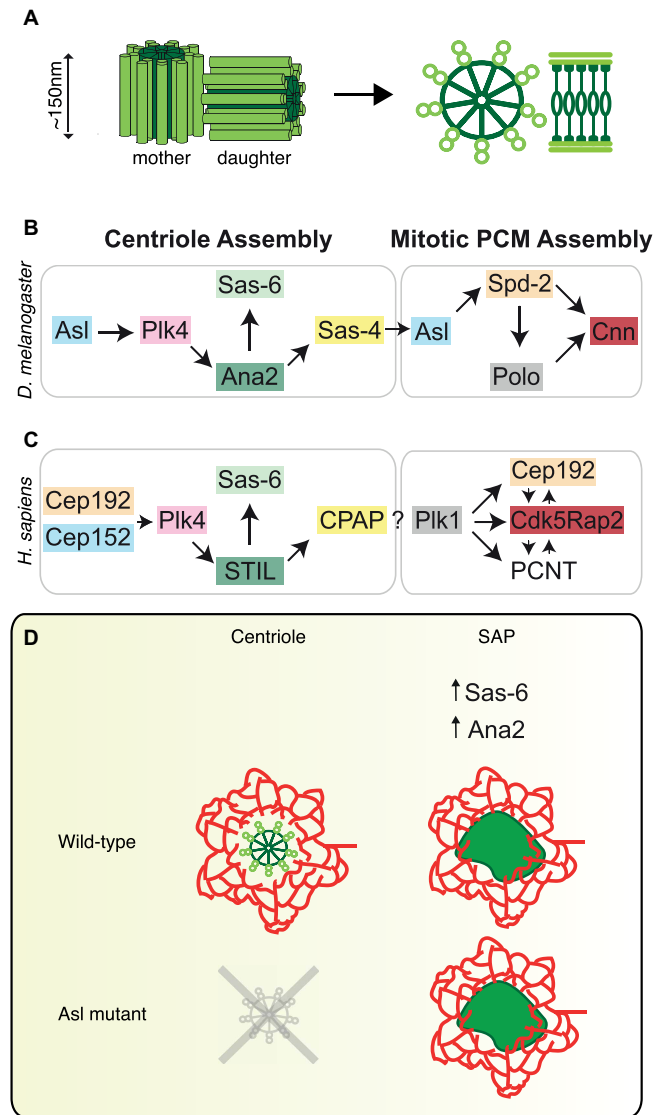 A
~150nm
mother
daughter
B
Centriole Assembly
Mitotic PCM Assembly
D. melanogaster
Sas-6
Spd-2
Asl
Plk4
Sas-4
Asl
Cnn
Ana2
Polo
C
H. sapiens
Sas-6
Cep192
Cep192
Plk4
CPAP
?
Plk1
Cdk5Rap2
Cep152
STIL
PCNT
D
Centriole
SAP
↑Sas-6
↑Ana2
Wild-type
Asl mutant